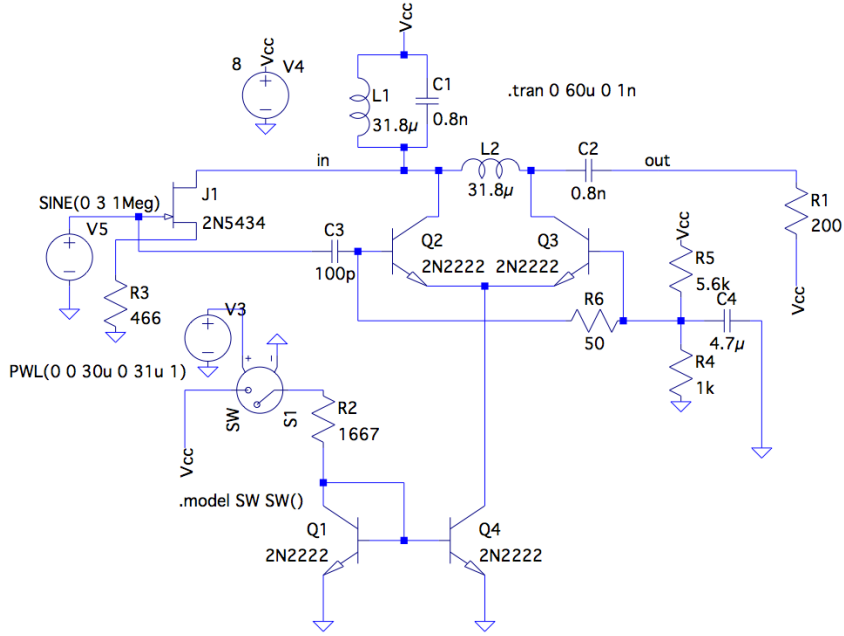 Vcc
8
Vcc
V4
L1
31.8µ
C1
0.8n
.tran 0 60u 0 1n
in
L2
31.8µ
C2
0.8n
out
R1
200
Vcc
SINE(0 3 1Meg)
V5
J1
2N5434
C3
100p
Q2
2N2222
Q3
2N2222
Vcc
R5
5.6k
C4
4.7µ
R3
466
R6
50
R4
1k
V3
PWL(0 0 30u 0 31u 1)
+
-
SW
S1
R2
1667
Vcc
.model SW SW()
Q1
2N2222
Q4
2N2222